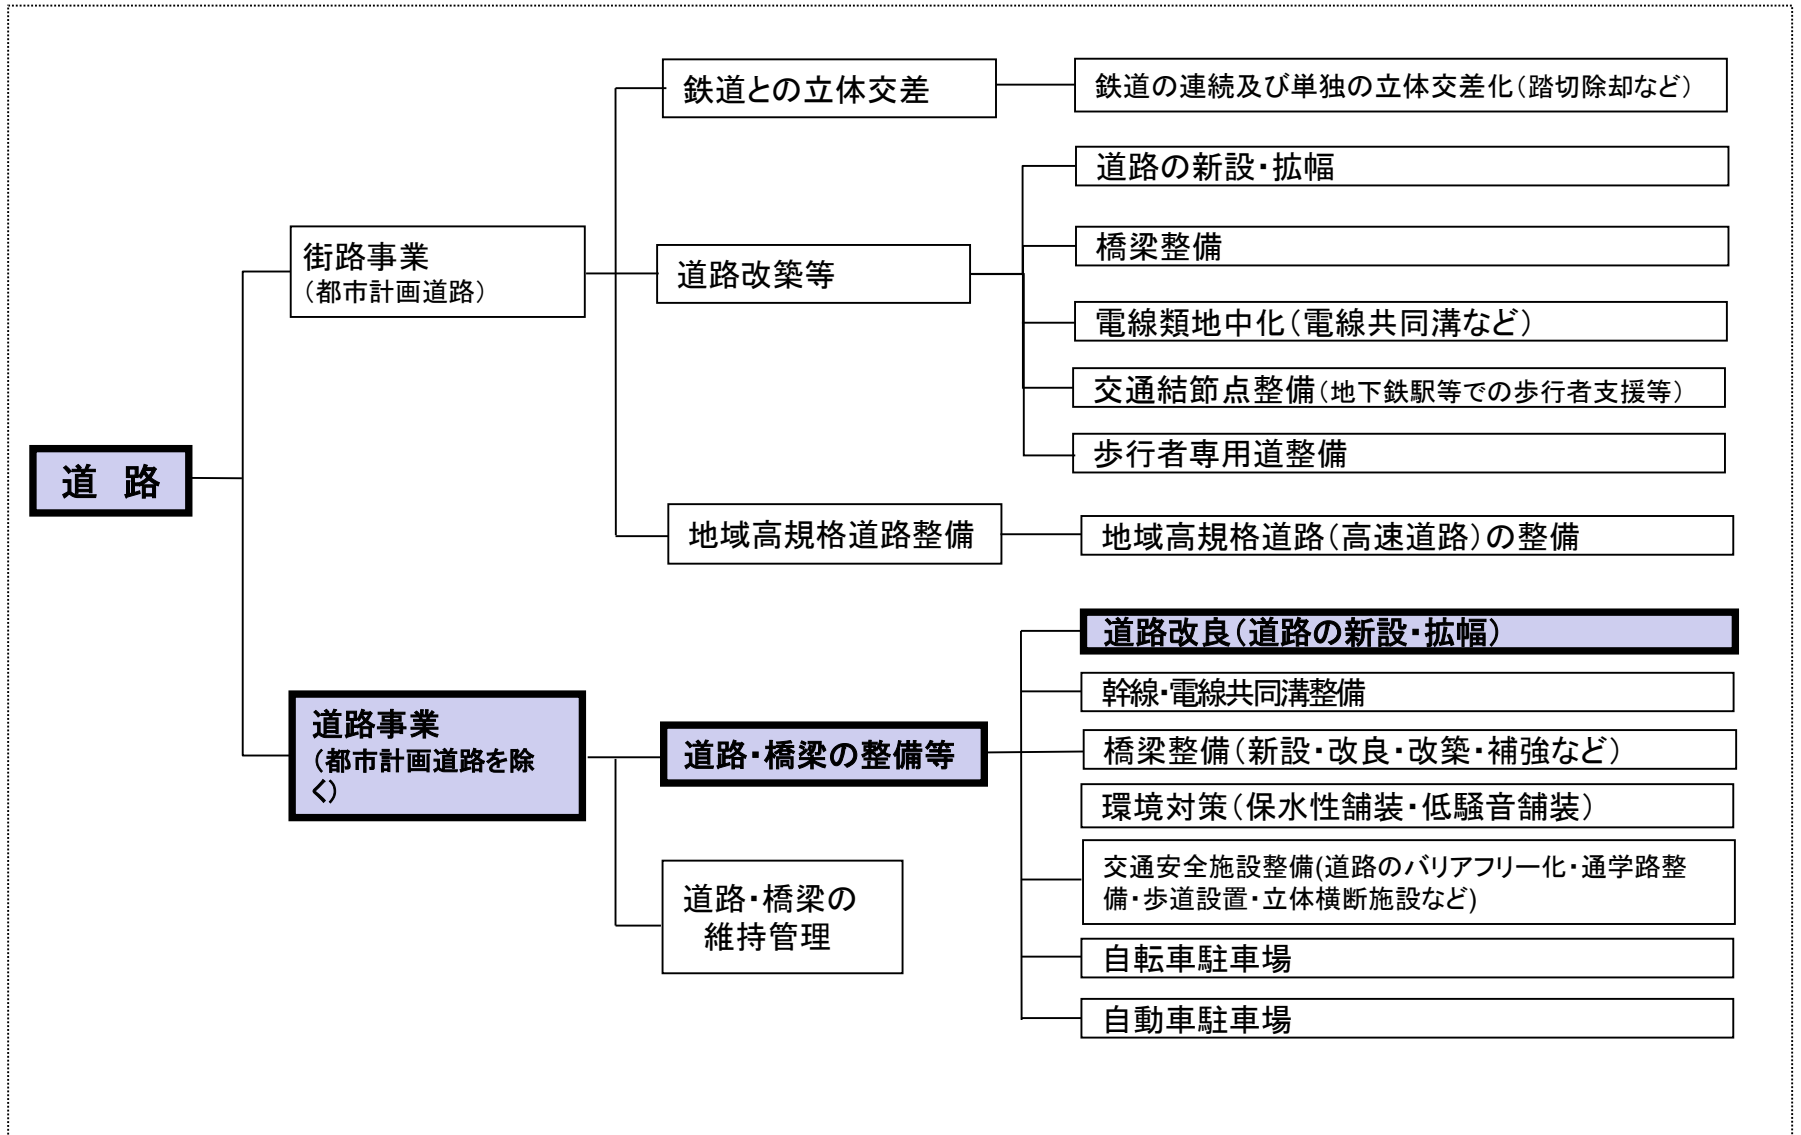 鉄道との立体交差
鉄道の連続及び単独の立体交差化（踏切除却など）
道路の新設・拡幅
街路事業
（都市計画道路）
道路改築等
橋梁整備
電線類地中化（電線共同溝など）
交通結節点整備（地下鉄駅等での歩行者支援等）
歩行者専用道整備
道　路
地域高規格道路整備
地域高規格道路（高速道路）の整備
道路改良（道路の新設・拡幅）
幹線・電線共同溝整備
道路事業
（都市計画道路を除
く）
道路・橋梁の整備等
橋梁整備（新設・改良・改築・補強など）
環境対策（保水性舗装・低騒音舗装）
交通安全施設整備(道路のバリアフリー化・通学路整
備・歩道設置・立体横断施設など)
道路・橋梁の
維持管理
自転車駐車場
自動車駐車場